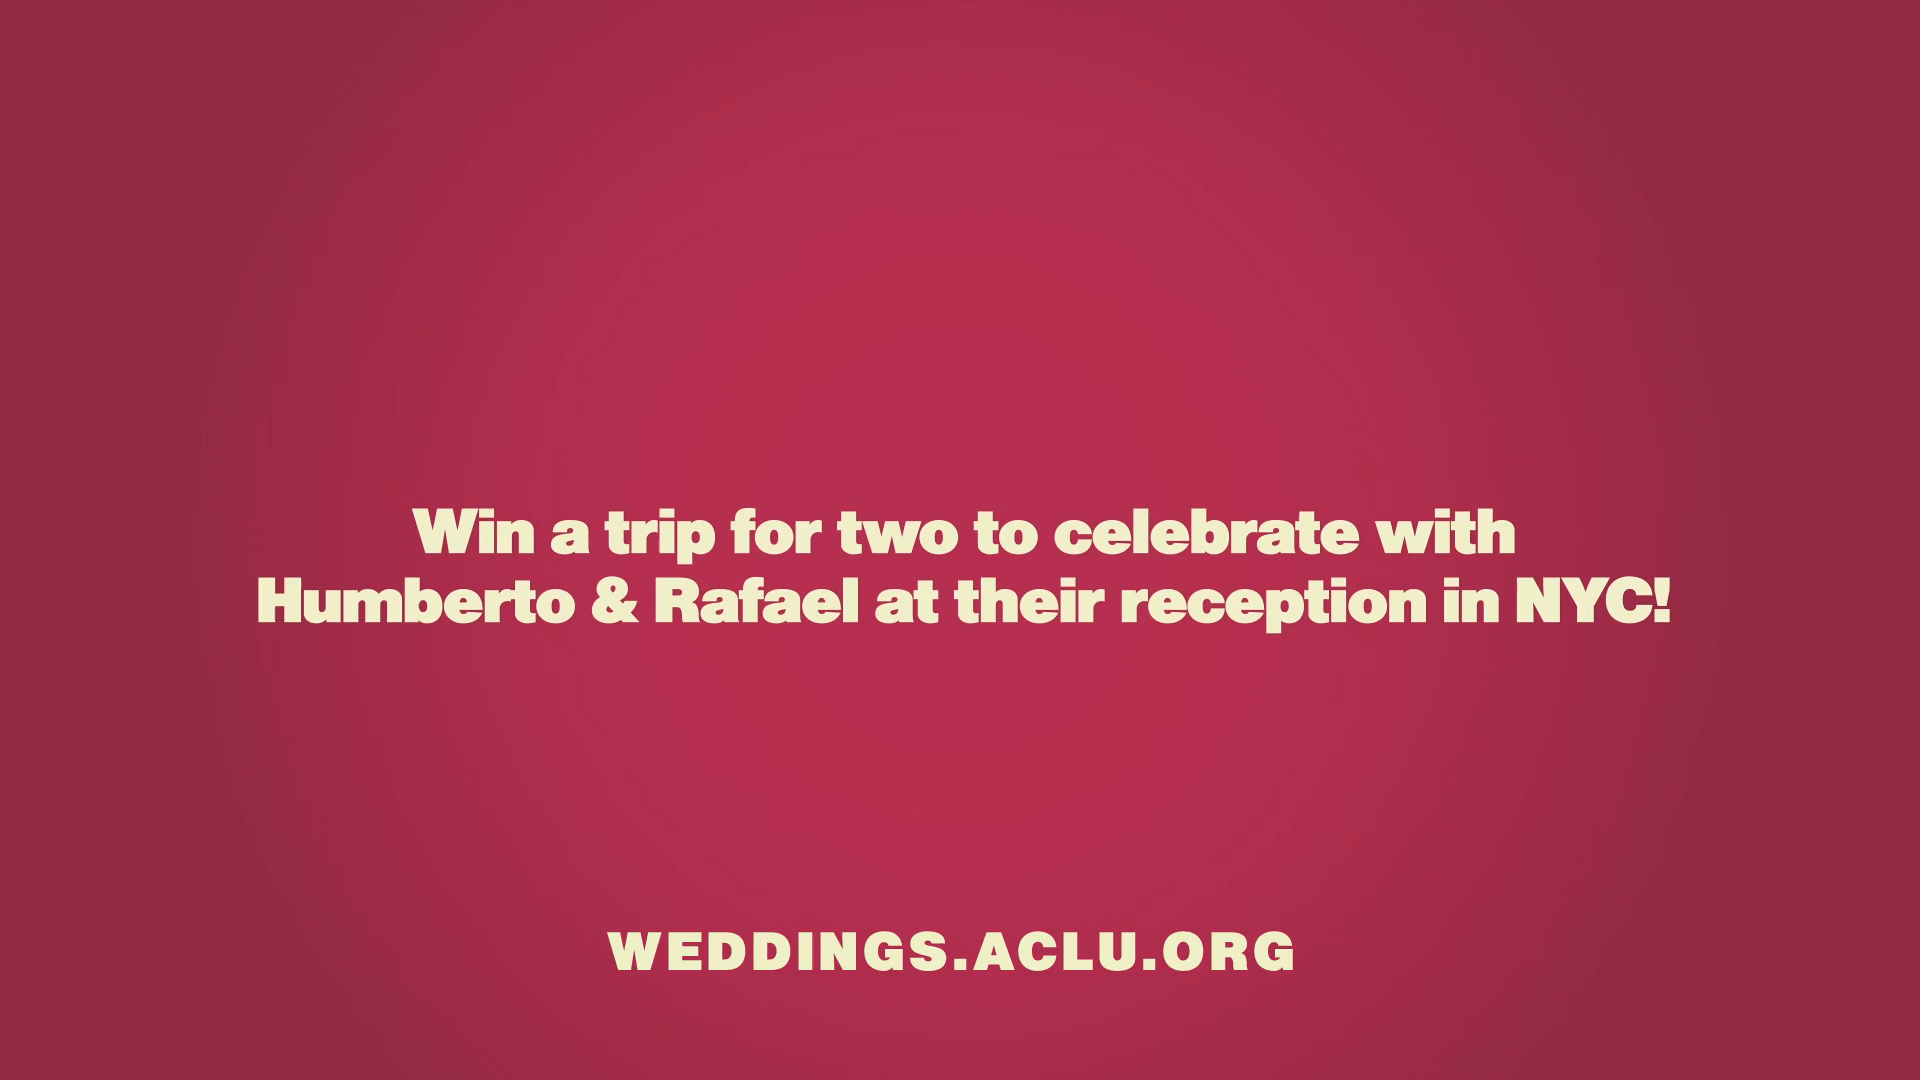 Win a trip for two to celebrate with
Humberto & Rafael at their reception in NYC!
WEDDINGS.ACLU.ORG